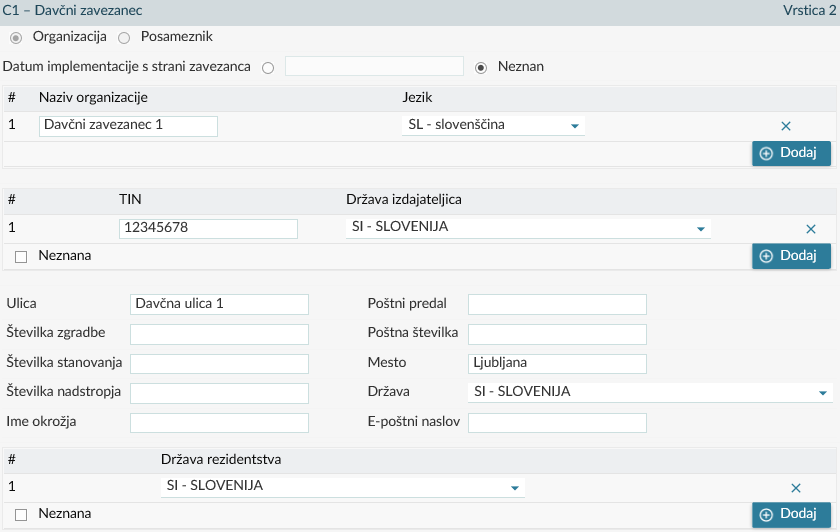 C1 – Davčni zavezanec Vrstica 2
Organizacija Posameznik
Datum implementacije s strani zavezanca Neznan
# Naziv organizacije Jezik
1 Davčni zavezanec 1 SL - slovenščina
Dodaj
# TIN Država izdajateljica
1 12345678 SI - SLOVENIJA
Neznana Dodaj
Ulica Davčna ulica 1 Poštni predal
Številka zgradbe Poštna številka
Številka stanovanja Mesto Ljubljana
Številka nadstropja Država SI - SLOVENIJA
Ime okrožja E-poštni naslov
# Država rezidentstva
1 SI - SLOVENIJA
Neznana Dodaj